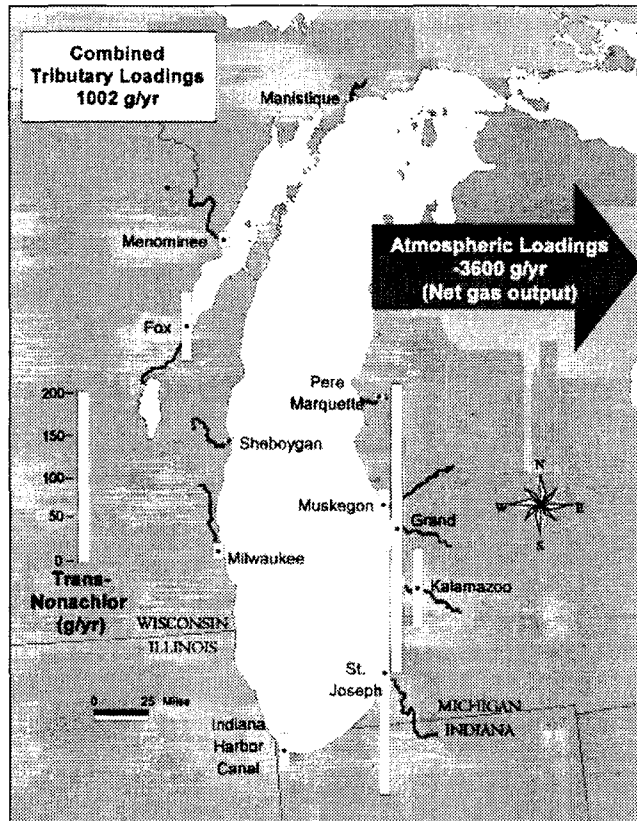 Combined
Tributary Loadings
1002 g/yr
Manistique
Menominee
Atmospheric Loadings
-3600 g/yr
(Net gas output)
Fox
Pere
Marquette
200
150
100
50
0
Sheboygan
N
W
E
S
Muskegon
Grand
Milwaukee
Kalamazoo
Trans-
Nonachlor
(g/yr)
WISCONSIN
ILLINOIS
St.
Joseph
0 25 Miles
MICHIGAN
INDIANA
Indiana
Harbor
Canal